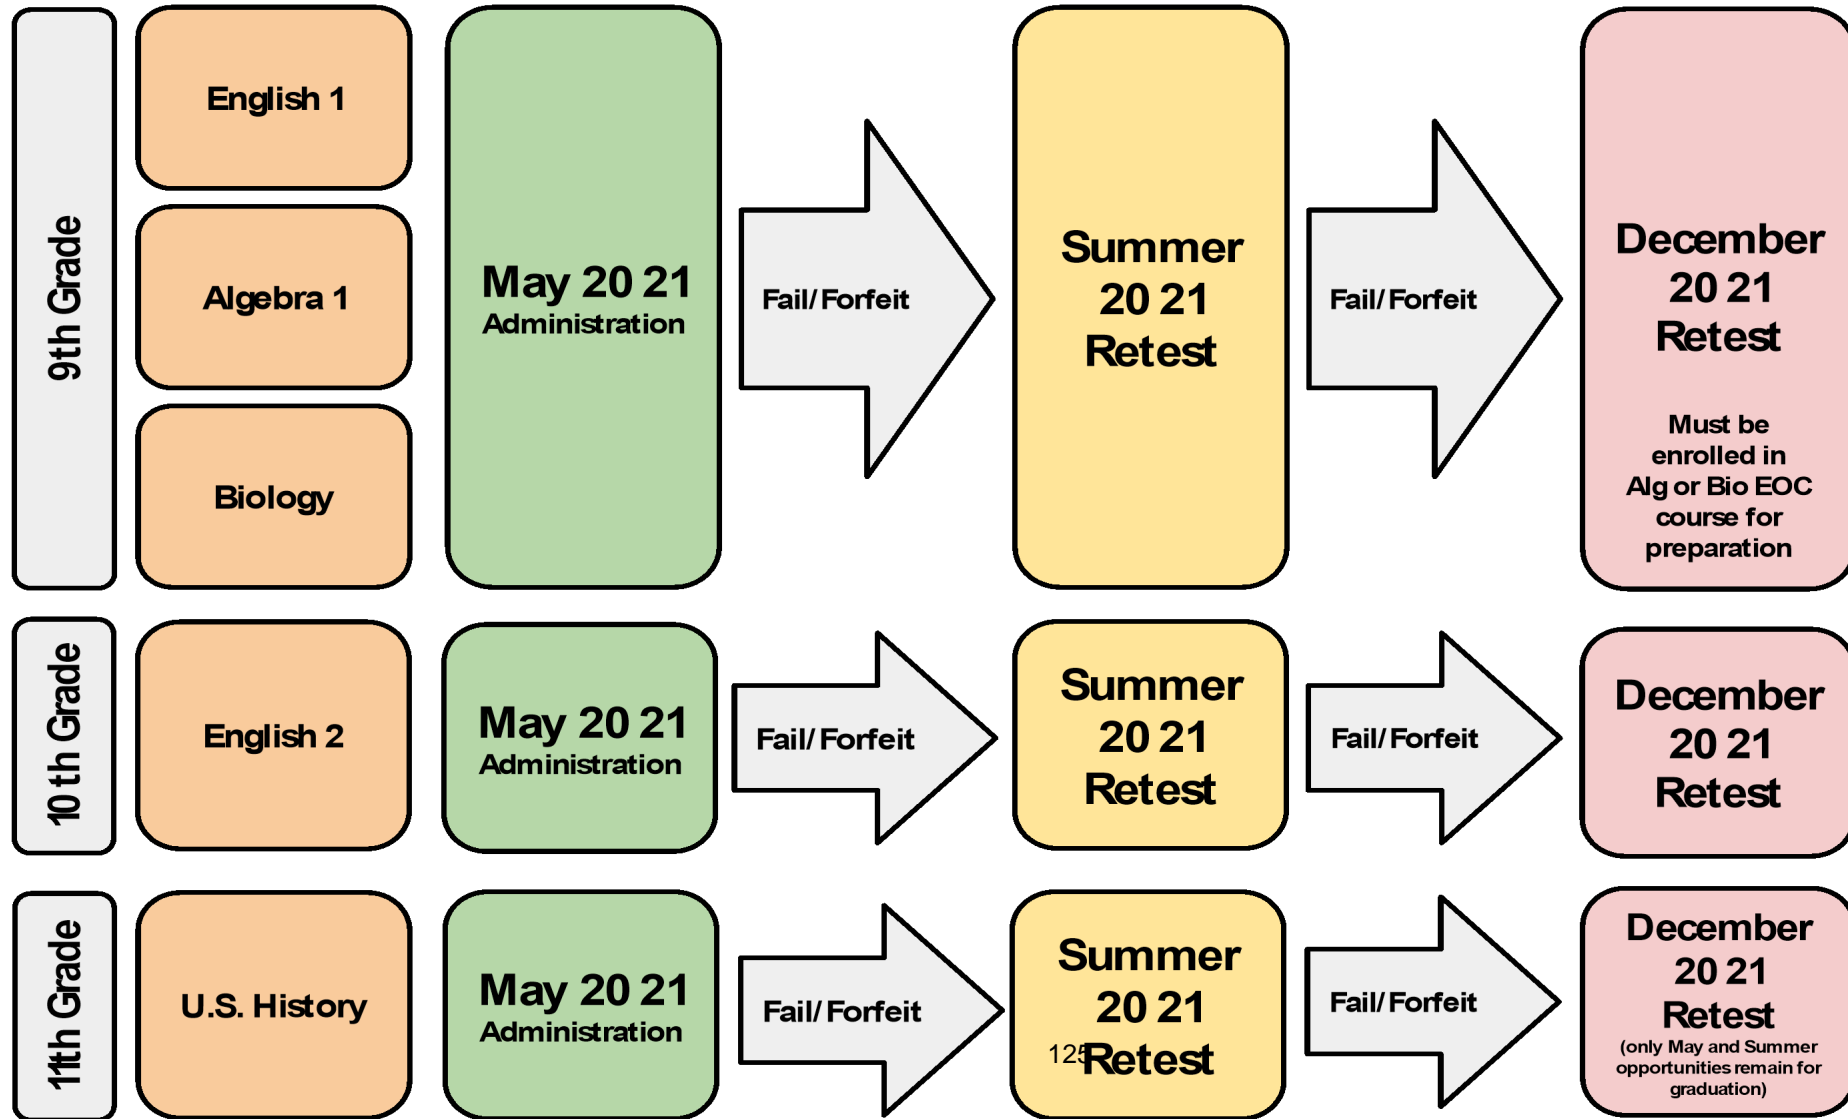 9th Grade
English 1
Algebra 1
Biology
May 20 21
Administration
Fail/ Forfeit
Summer
20 21
Retest
Fail/ Forfeit
December
20 21
Retest
Must be
enrolled in
Alg or Bio EOC
course for
preparation
10 th Grade
English 2
May 20 21
Administration
Fail/ Forfeit
Summer
20 21
Retest
Fail/ Forfeit
December
20 21
Retest
11th Grade
U.S. History
May 20 21
Administration
Fail/ Forfeit
Summer
20 21
Retest
125
Fail/ Forfeit
December
20 21
Retest
(only May and Summer
opportunities remain for
graduation)